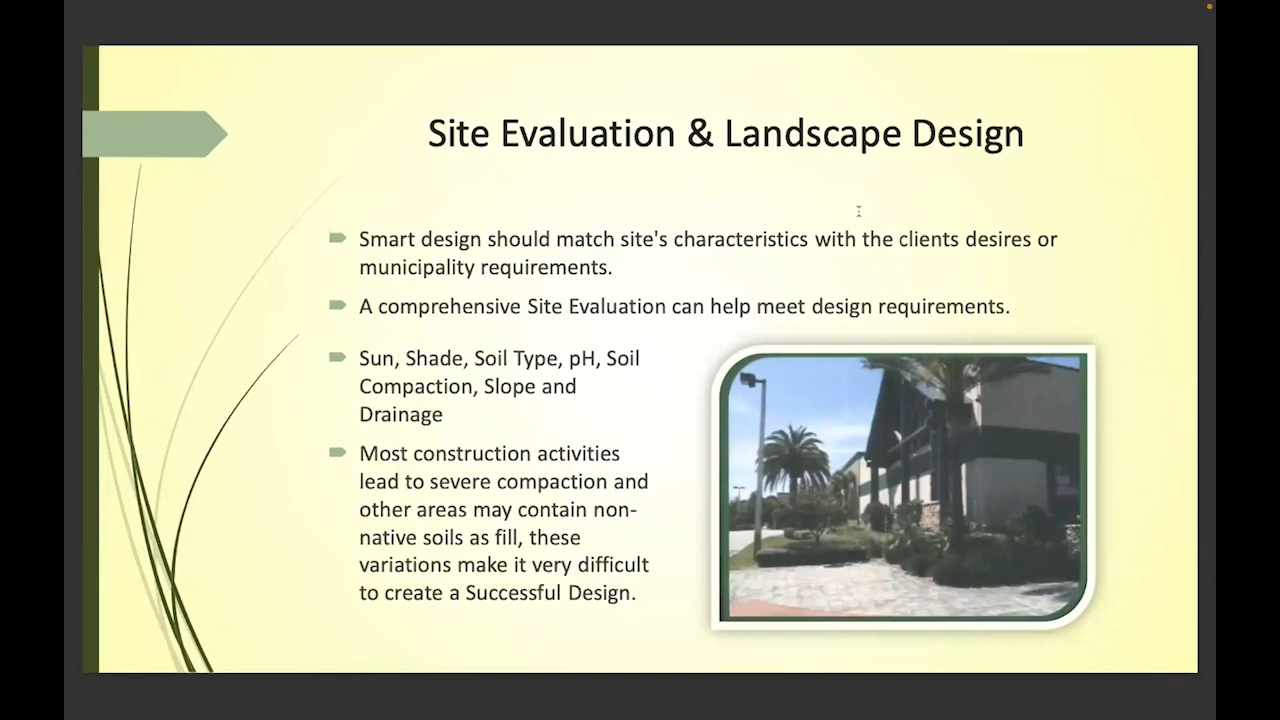 Site Evaluation & Landscape Design
Smart design should match site's characteristics with the clients desires or
municipality requirements.
A comprehensive Site Evaluation can help meet design requirements.
Sun, Shade, Soil Type, pH, Soil
Compaction, Slope and
Drainage
Most construction activities
lead to severe compaction and
other areas may contain non-
native soils as fill, these
variations make it very difficult
to create a Successful Design.